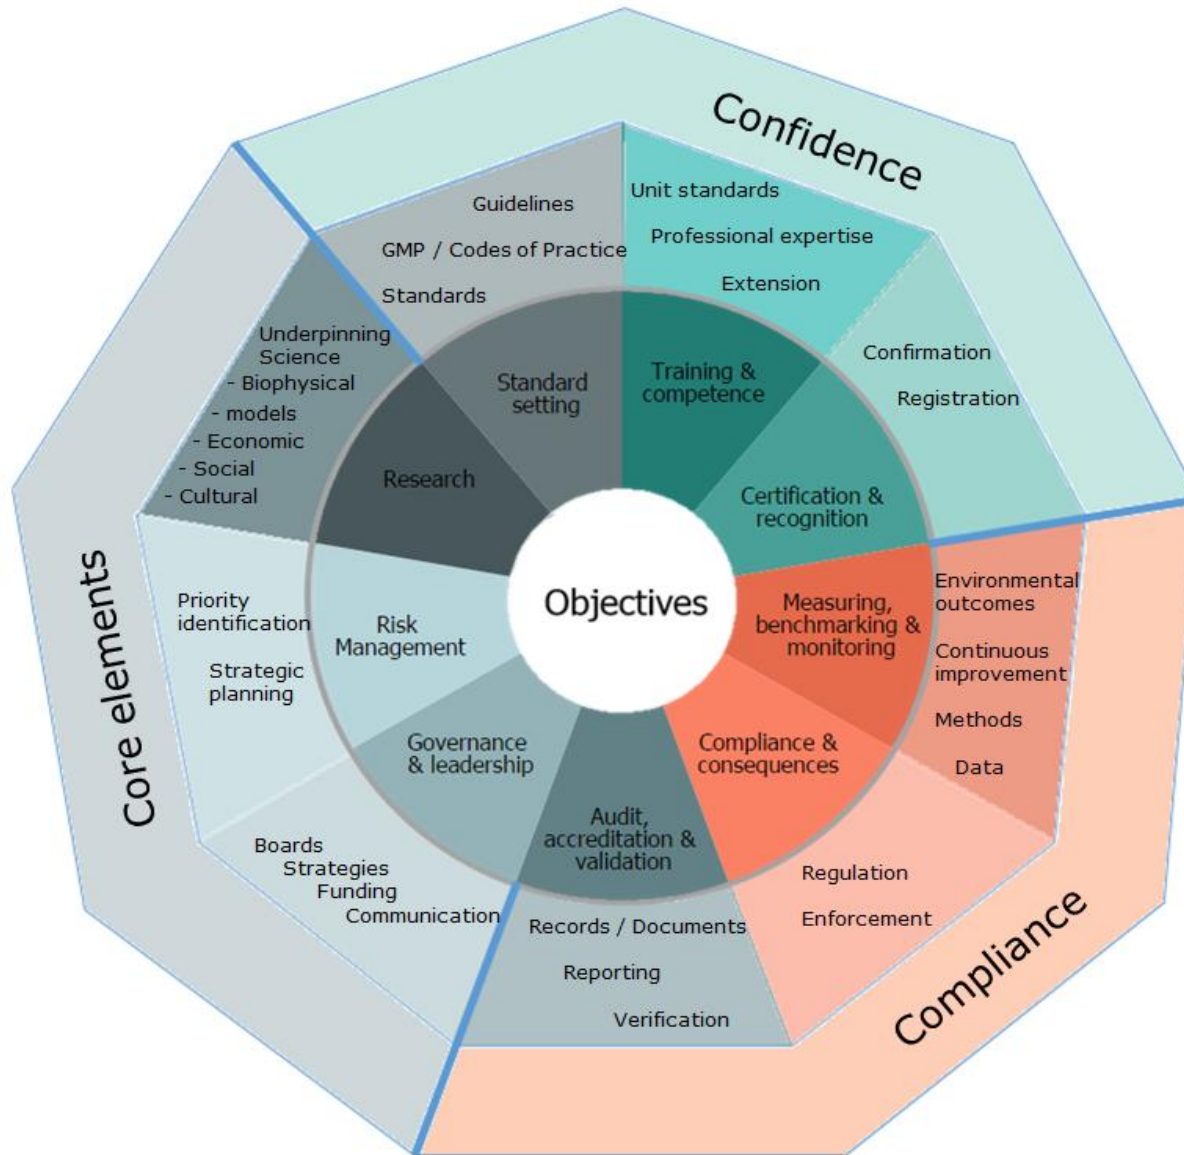 Confidence
Guidelines
GMP / Codes of Practice
Standards
Unit standards
Professional expertise
Extension
Confirmation
Registration
Underpinning
Science
- Biophysical
- models
- Economic
- Social
- Cultural
Standard
setting
Training &
competence
Research
Certification &
recognition
Objectives
Core elements
Priority
identification
Strategic
planning
Risk
Management
Measuring,
benchmarking &
monitoring
Environmental
outcomes
Continuous
improvement
Methods
Data
Governance
& leadership
Compliance &
consequences
Audit,
accreditation &
validation
Boards
Strategies
Funding
Communication
Records / Documents
Reporting
Verification
Regulation
Enforcement
Compliance